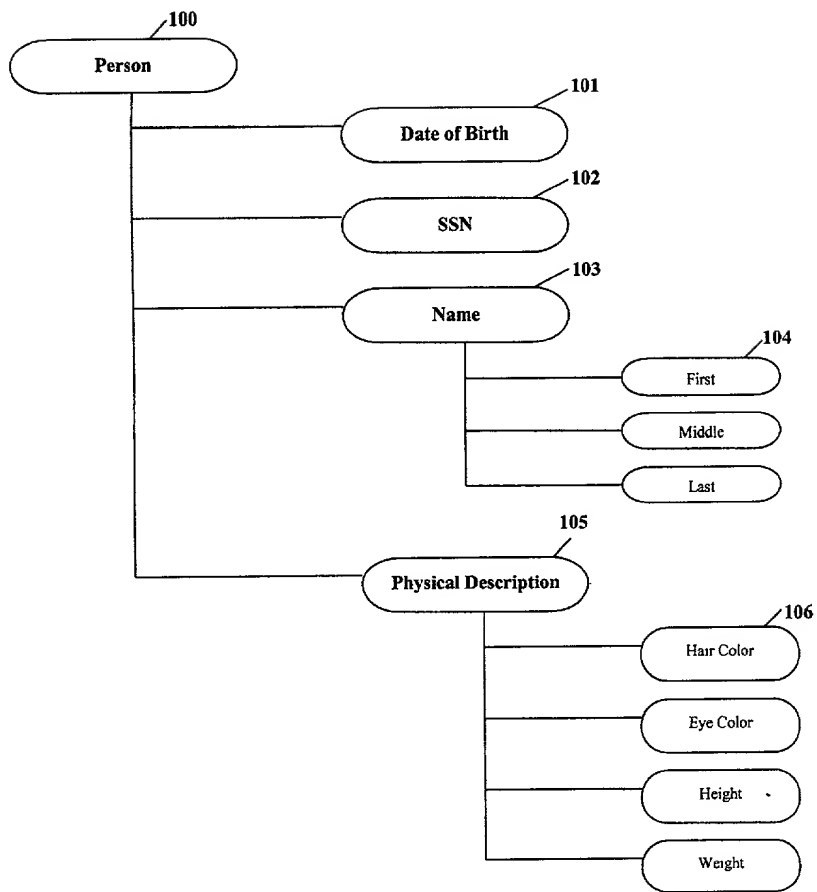 100
Person
101
Date of Birth
102
SSN
103
Name
104
First
Middle
Last
105
Physical Description
106
Hair Color
Eye Color
Height
Weight